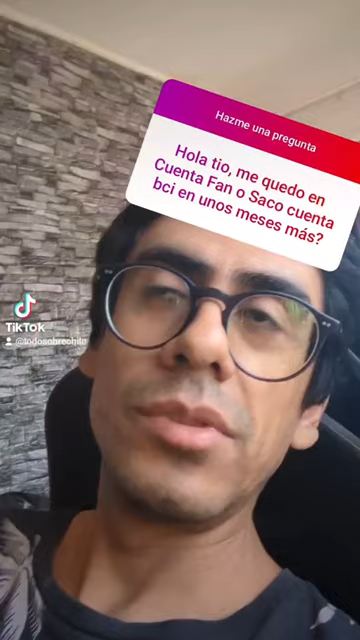 Hazme una pregunta
Hola tio, me quedo en
Cuenta Fan o Saco cuenta
bci en unos meses más?
TikTok
@todosobrechile